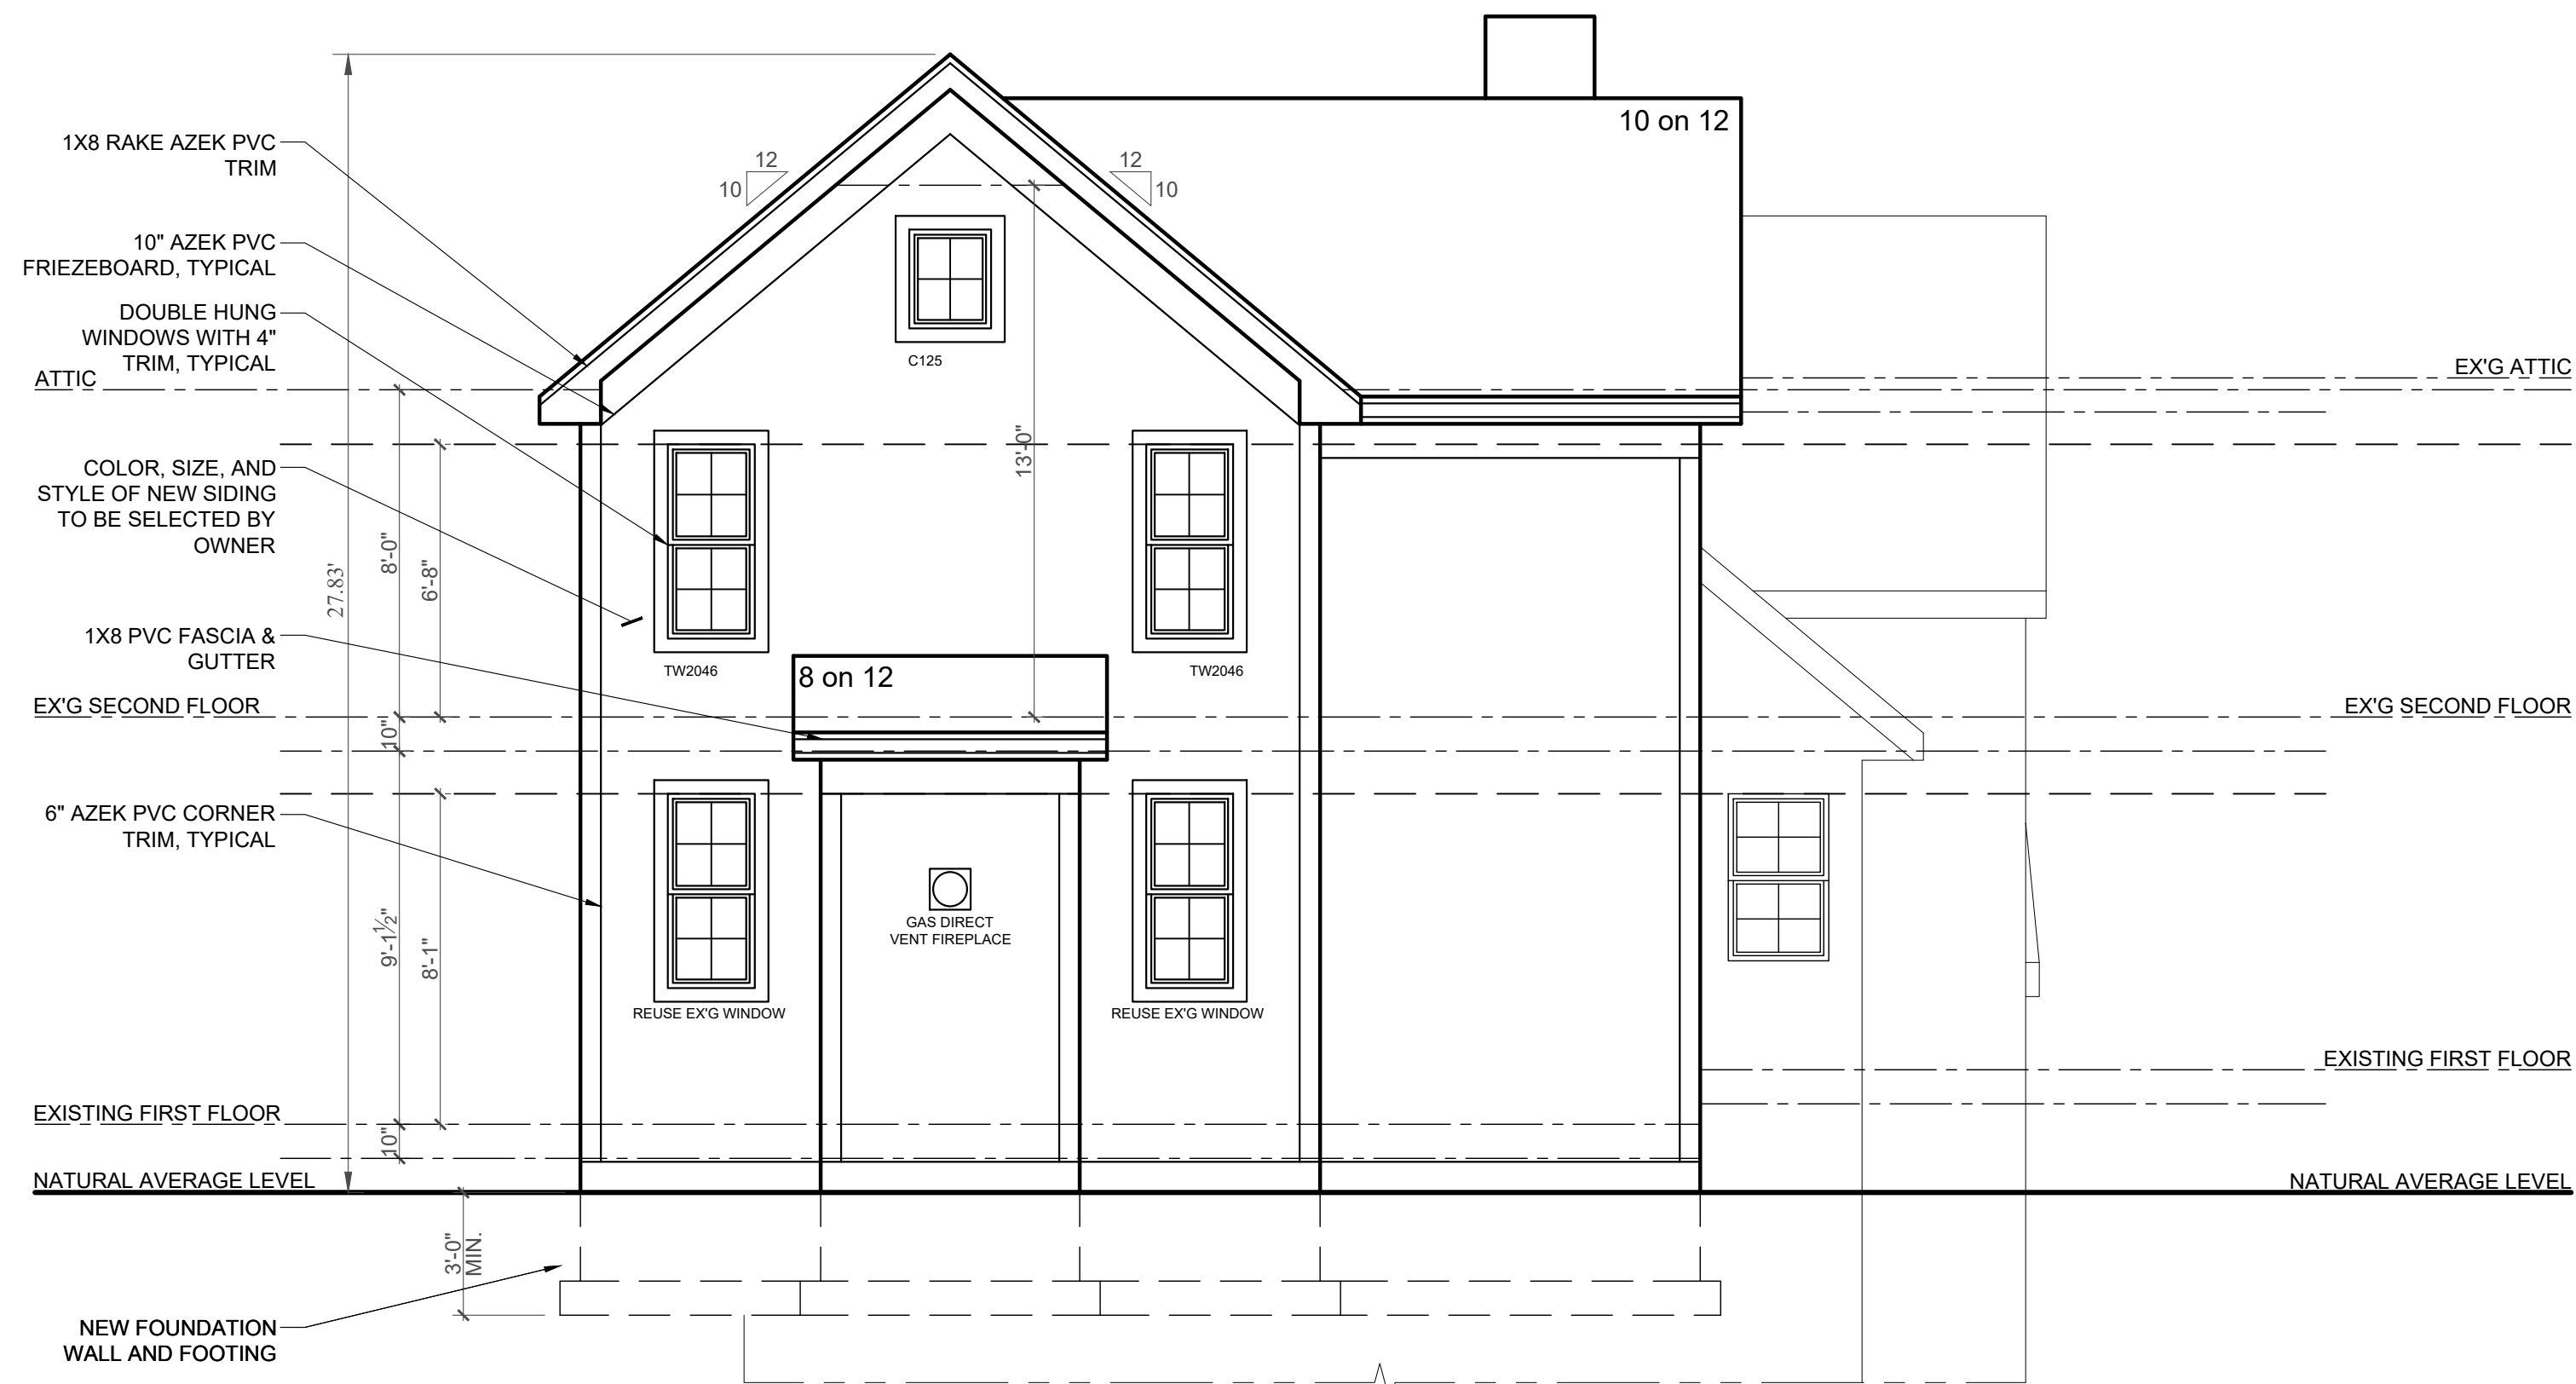 10 on 12
1X8 RAKE AZEK PVC
TRIM
12
10
12
10
10" AZEK PVC
FRIEZEBOARD, TYPICAL
DOUBLE HUNG
WINDOWS WITH 4"
TRIM, TYPICAL
C125
ATTIC
EX'G ATTIC
13'-0"
COLOR, SIZE, AND
STYLE OF NEW SIDING
TO BE SELECTED BY
OWNER
27.83'
8'-0"
6'-8"
1X8 PVC FASCIA &
GUTTER
TW2046
TW2046
8 on 12
EX'G SECOND FLOOR
EX'G SECOND FLOOR
10"
6" AZEK PVC CORNER
TRIM, TYPICAL
9'-1½"
8'-1"
GAS DIRECT
VENT FIREPLACE
REUSE EX'G WINDOW
REUSE EX'G WINDOW
EXISTING FIRST FLOOR
EXISTING FIRST FLOOR
10"
NATURAL AVERAGE LEVEL
NATURAL AVERAGE LEVEL
3'-0"
MIN.
NEW FOUNDATION
WALL AND FOOTING